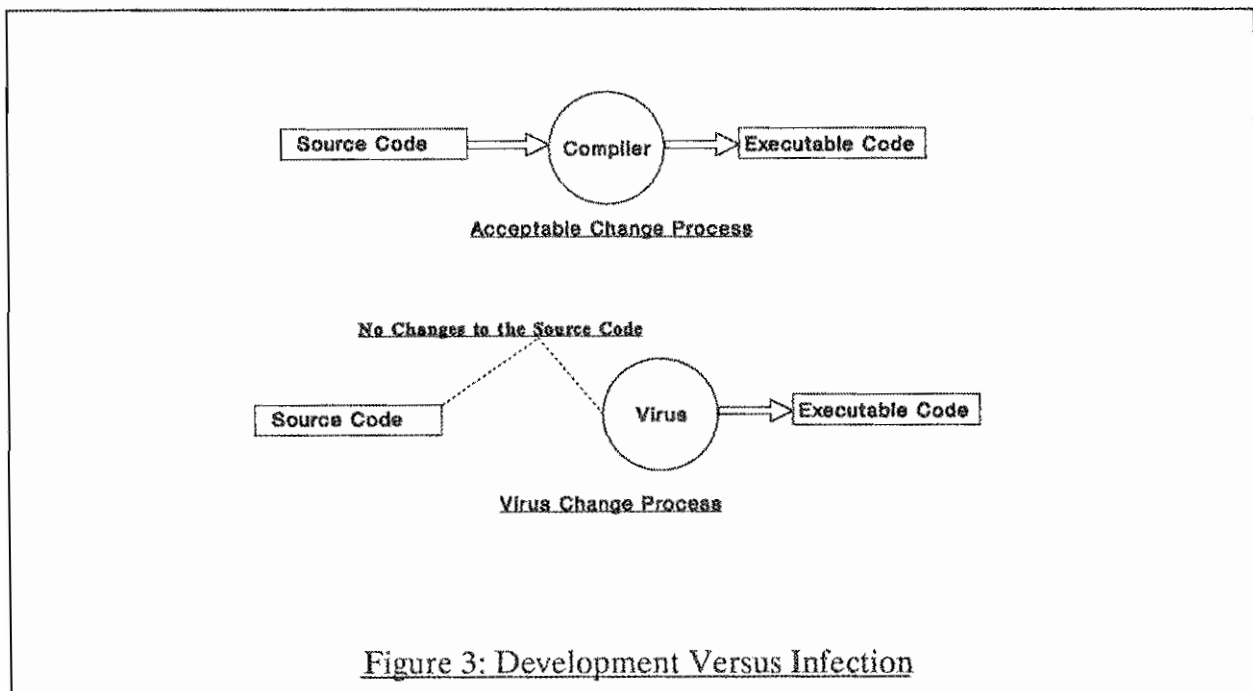 Source Code
Compiler
Executable Code
Acceptable Change Process
No Changes to the Source Code
Source Code
Virus
Executable Code
Virus Change Process
Figure 3: Development Versus Infection